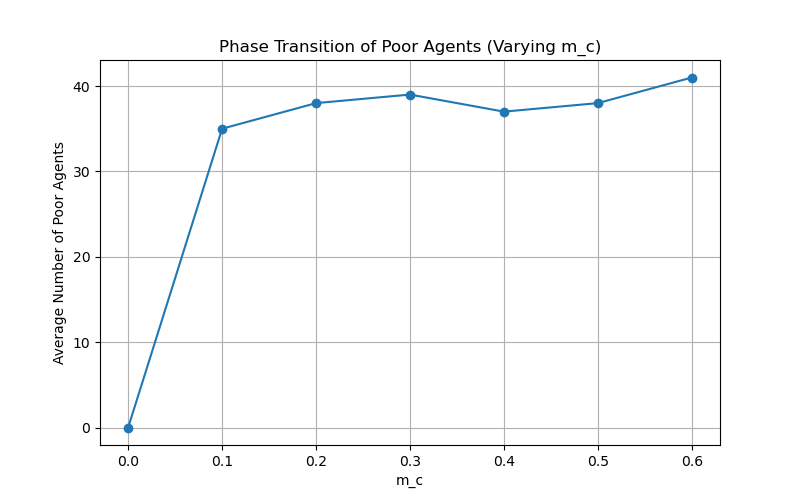 Phase Transition of Poor Agents (Varying m_c)
Average Number of Poor Agents
40
30
20
10
0
0.0 0.1 0.2 0.3 0.4 0.5 0.6
m_c